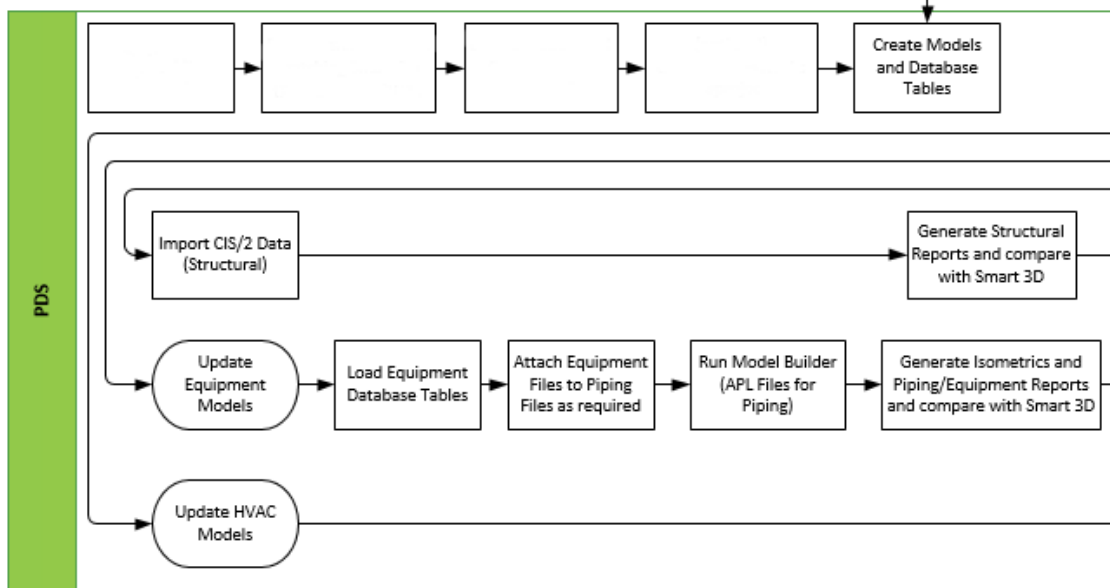 PDS
Create Models
and Database
Tables
Import CIS/2 Data
(Structural)
Generate Structural
Reports and compare
with Smart 3D
Update
Equipment
Models
Load Equipment
Database Tables
Attach Equipment
Files to Piping
Files as required
Run Model Builder
(APL Files for
Piping)
Generate Isometrics and
Piping/Equipment Reports
and compare with Smart 3D
Update HVAC
Models